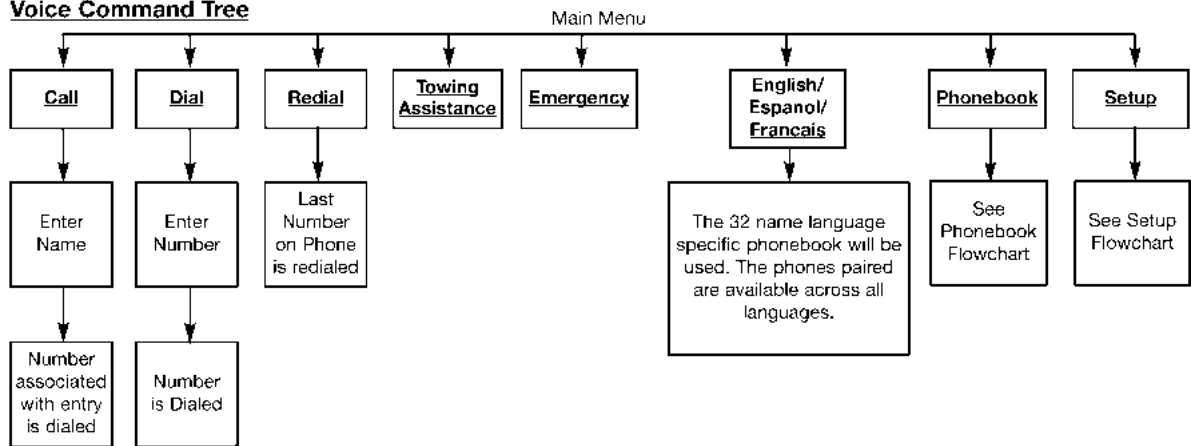 Voice Command Tree
Main Menu
Call
Dial
Redial
Towing
Assistance
Emergency
English/
Espanol/
Francais
Phonebook
Setup
Enter
Name
Enter
Number
Last
Number
on Phone
is redialed
The 32 name language
specific phonebook will be
used. The phones paired
are available across all
languages.
See
Phonebook
Flowchart
See Setup
Flowchart
Number
associated
with entry
is dialed
Number
is Dialed